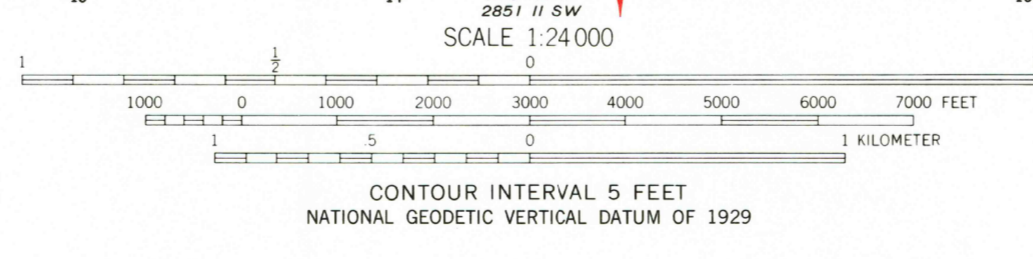 2851 II SW
SCALE 1:24 000
1 1/2 0
1000 0 1000 2000 3000 4000 5000 6000 7000 FEET
1 .5 0 1 KILOMETER
CONTOUR INTERVAL 5 FEET
NATIONAL GEODETIC VERTICAL DATUM OF 1929